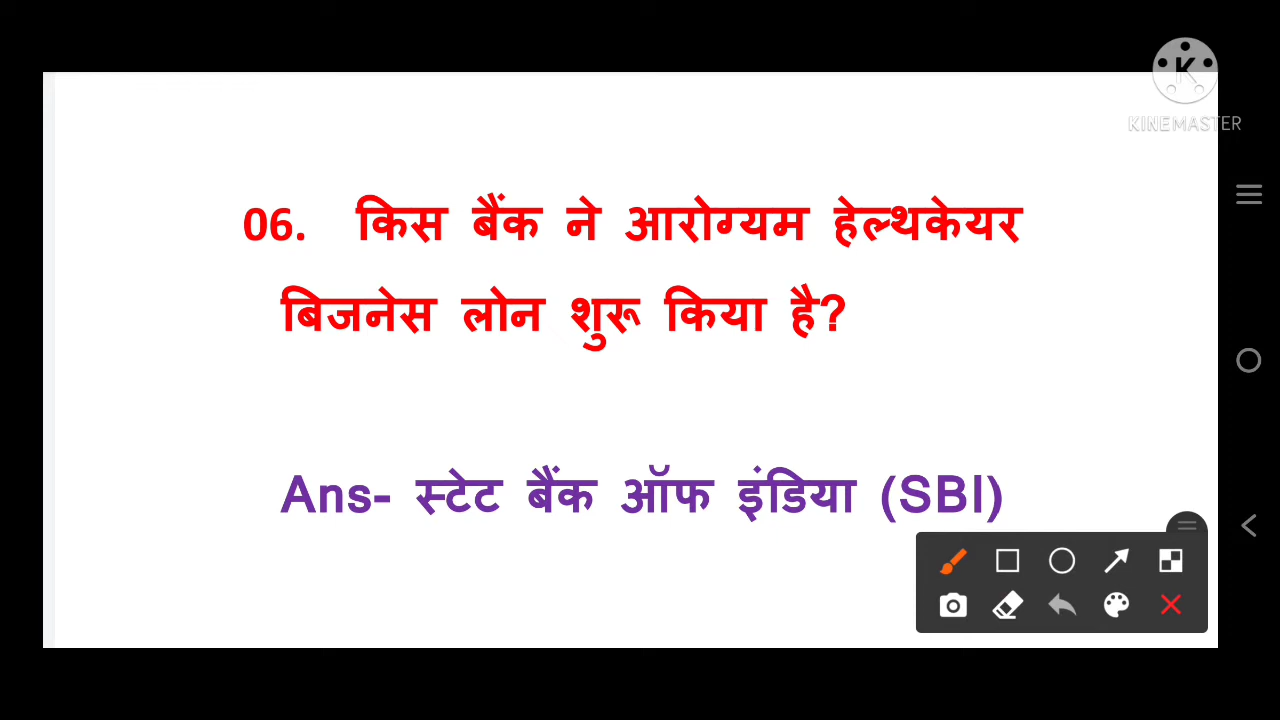 KINEMASTER
06. किस बैंक ने आरोग्यम हेल्थकेयर
बिजनेस लोन शुरू किया है?
Ans- स्टेट बैंक ऑफ इंडिया (SBI)